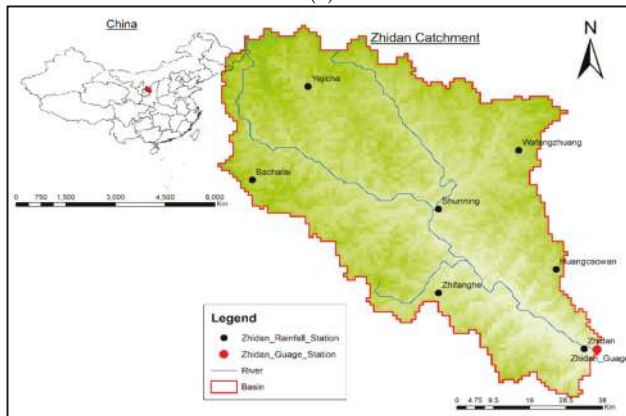 China
Zhidan Catchment
N
Yejicha
Watangzhuang
Bachatai
Shunning
0 750 1,500 3,000 4,500 6,000
Km
Huangcaowan
Zhifanghe
Legend
Zhidan_Rainfall_Station
Zhidan_Guage_Station
River
Basin
Zhidan
Zhidan_Guage
0 4.75 9.5 19 28.5 38
Km